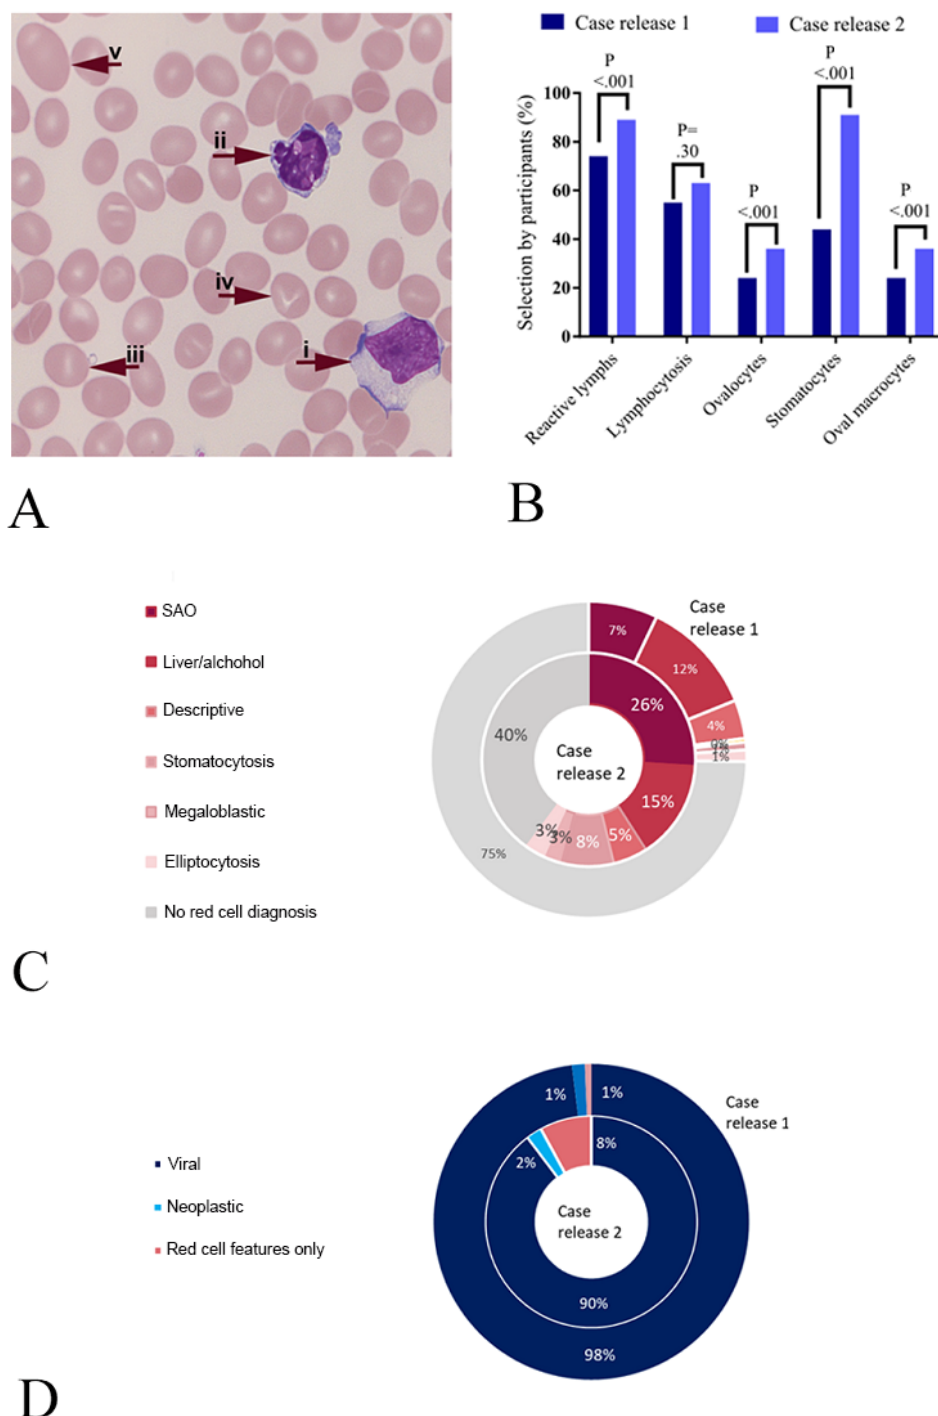 v
ii
iv
iii
i
A
Case release 1
Case release 2
P
<.001
P=
.30
P
<.001
P
<.001
P
<.001
Selection by participants (%)
100
80
60
40
20
0
Reactive lymphs
Lymphocytosis
Ovalocytes
Stomatocytes
Oval macrocytes
B
SAO
Liver/alchohol
Descriptive
Stomatocytosis
Megaloblastic
Elliptocytosis
No red cell diagnosis
Case
release 1
7%
12%
4%
0%
1%
75%
Case
release 2
26%
15%
5%
8%
3%
3%
40%
C
Viral
Neoplastic
Red cell features only
1%
1%
Case
release 1
8%
2%
Case
release 2
90%
98%
D